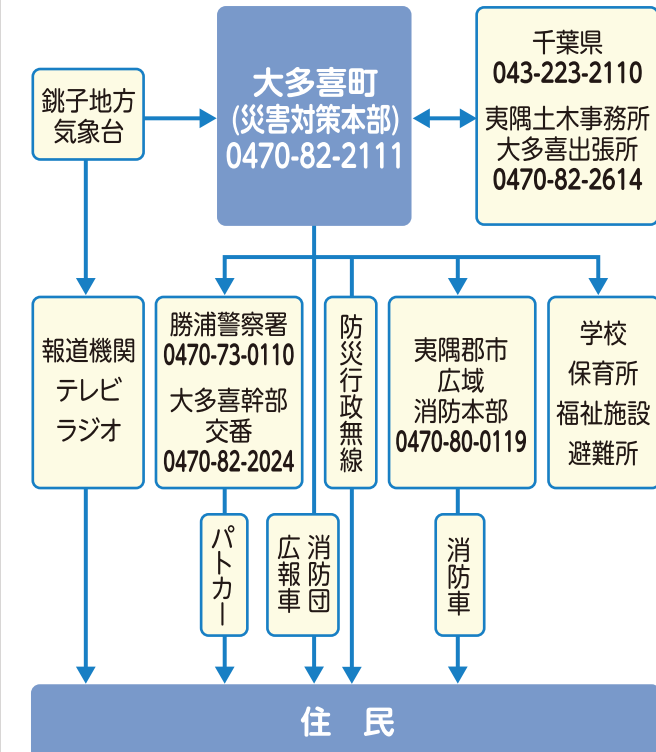 銚子地方
気象台
大多喜町
(災害対策本部)
0470-82-2111
千葉県
043-223-2110
夷隅土木事務所
大多喜出張所
0470-82-2614
報道機関
テレビ
ラジオ
勝浦警察署
0470-73-0110
大多喜幹部
交番
0470-82-2024
防災行政無線
夷隅郡市
広域
消防本部
0470-80-0119
学校
保育所
福祉施設
避難所
パトカー
消防団
広報車
消防車
住 民